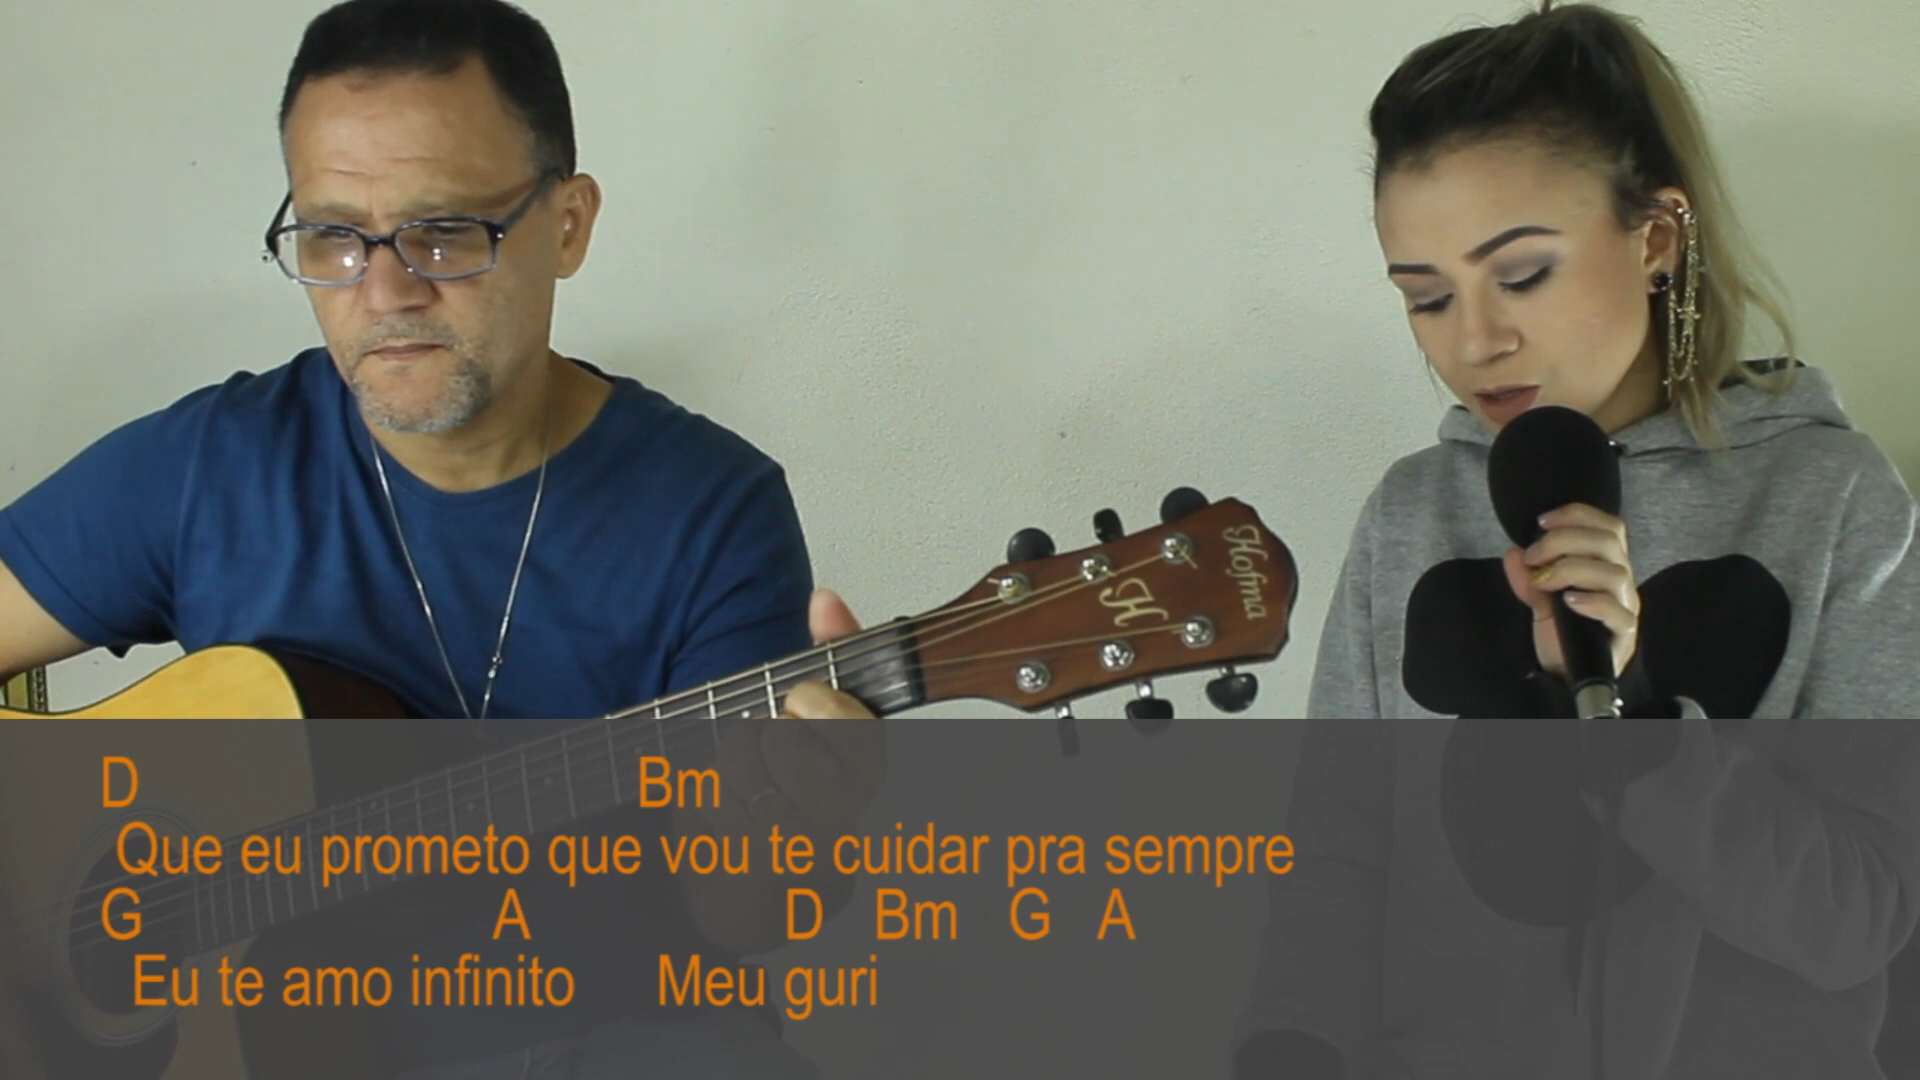 Hofma
H
D Bm
Que eu prometo que vou te cuidar pra sempre
G A D Bm G A
Eu te amo infinito Meu guri